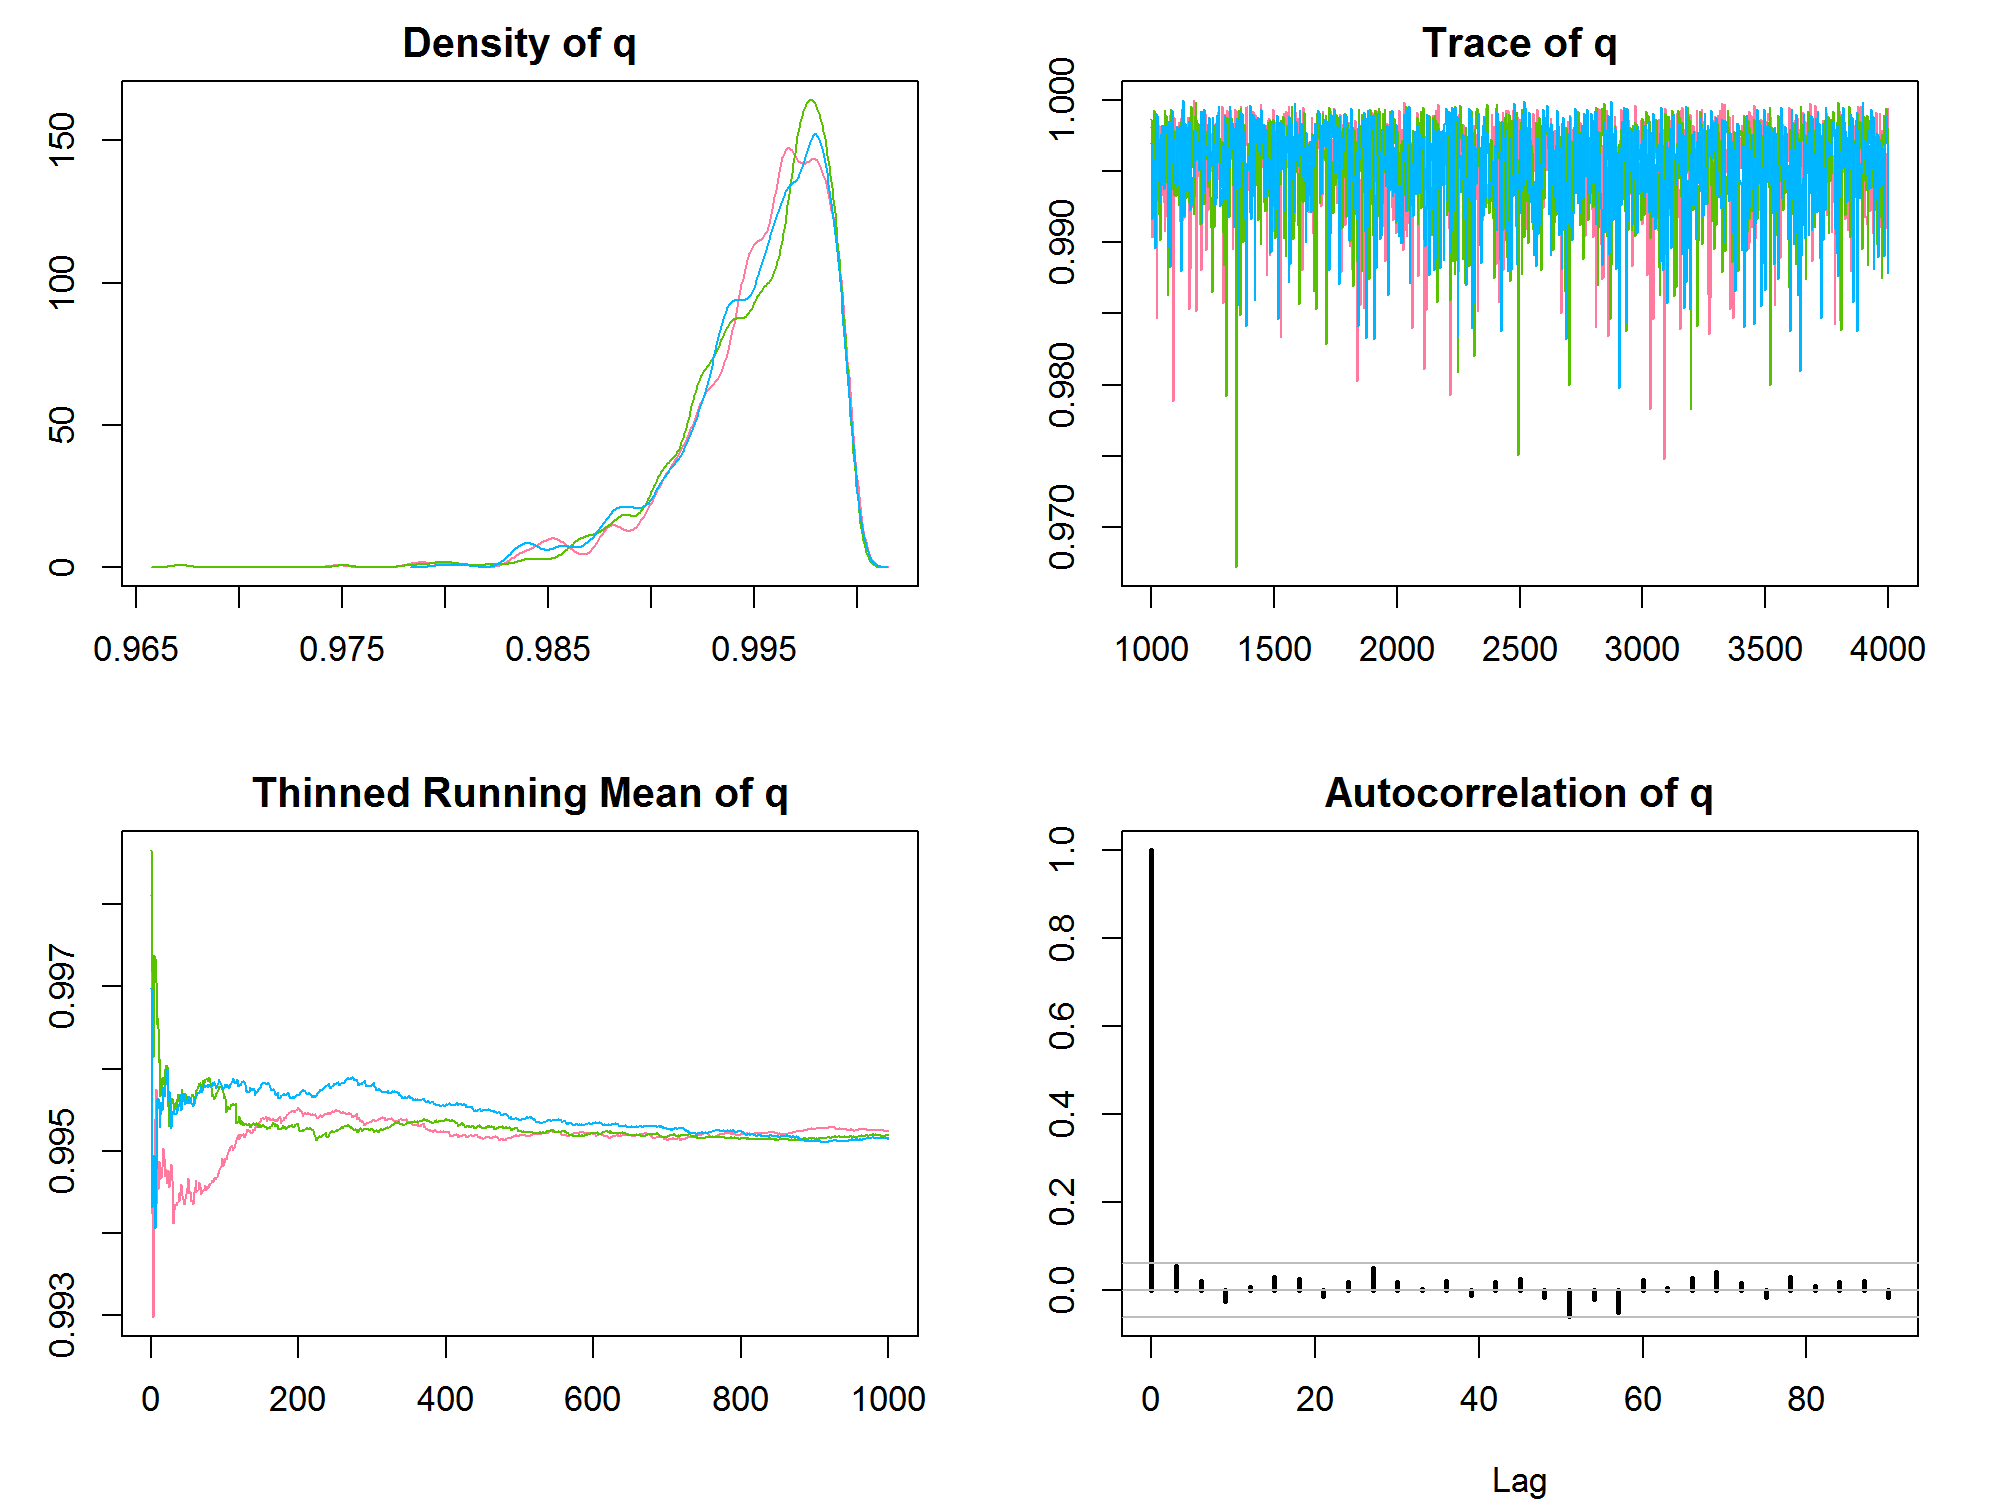 Density of q
150
100
50
0
0.965 0.975 0.985 0.995
Trace of q
1.000
0.990
0.980
0.970
1000 1500 2000 2500 3000 3500 4000
Thinned Running Mean of q
0.997
0.995
0.993
0 200 400 600 800 1000
Autocorrelation of q
1.0
0.8
0.6
0.4
0.2
0.0
0 20 40 60 80
Lag